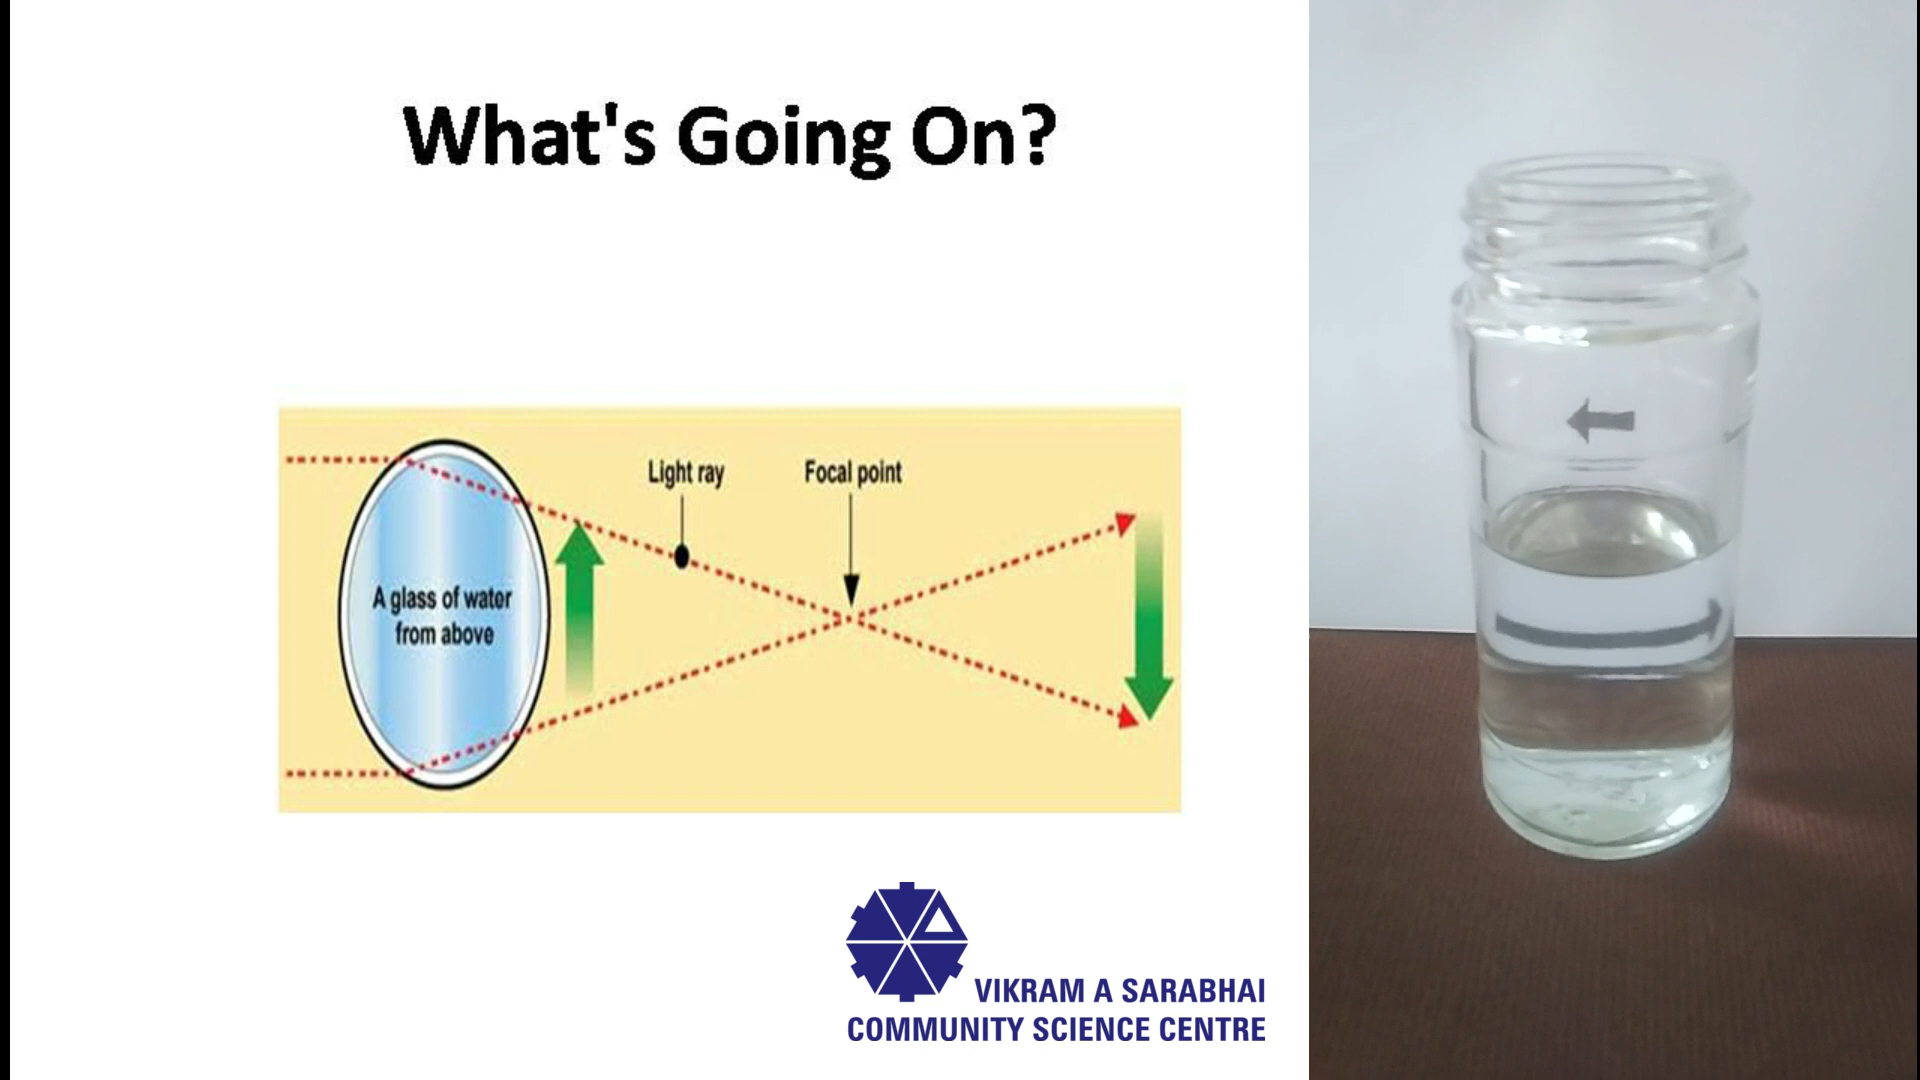 What's Going On?
Light ray
Focal point
A glass of water
from above
VIKRAM A SARABHAI
COMMUNITY SCIENCE CENTRE